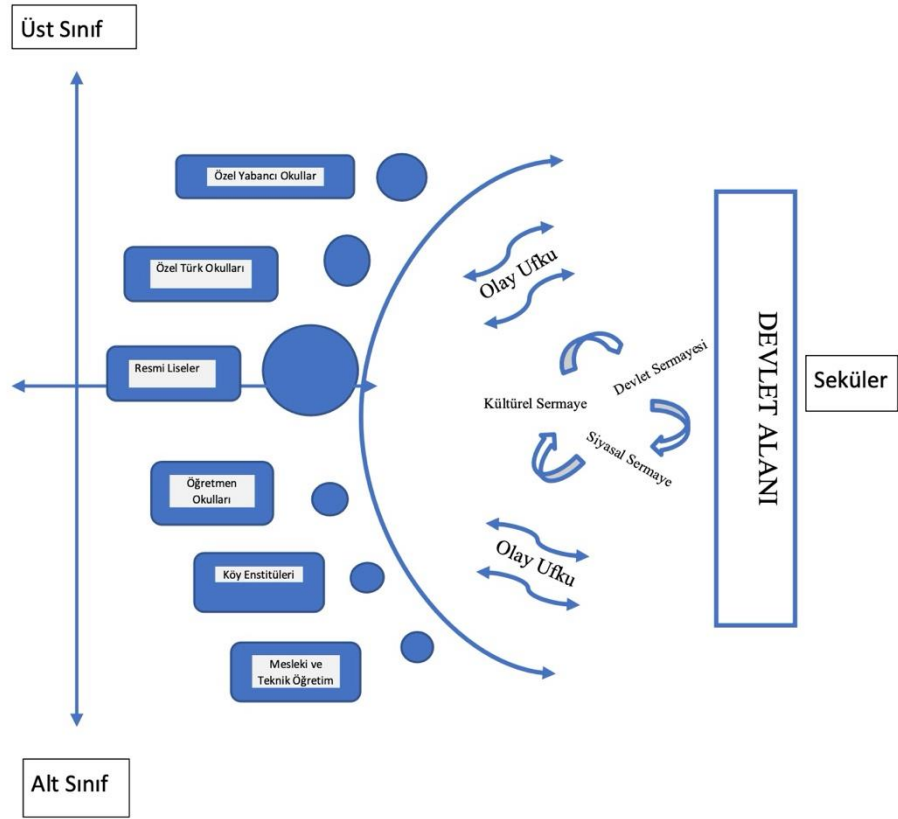 Üst Sınıf
Özel Yabancı Okullar
Özel Türk Okulları
Resmi Liseler
Öğretmen
Okulları
Köy Enstitüleri
Mesleki ve
Teknik Öğretim
Alt Sınıf
Olay Ufku
Devlet Sermayesi
Kültürel Sermaye
Siyasal Sermaye
Olay Ufku
DEVLET ALANI
Seküler